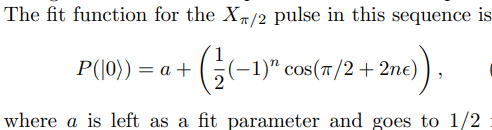 The fit function for the X_{π/2} pulse in this sequence is
P(|0⟩) = a + (1/2 (−1)^n cos(π/2 + 2nϵ)),
where a is left as a fit parameter and goes to 1/2